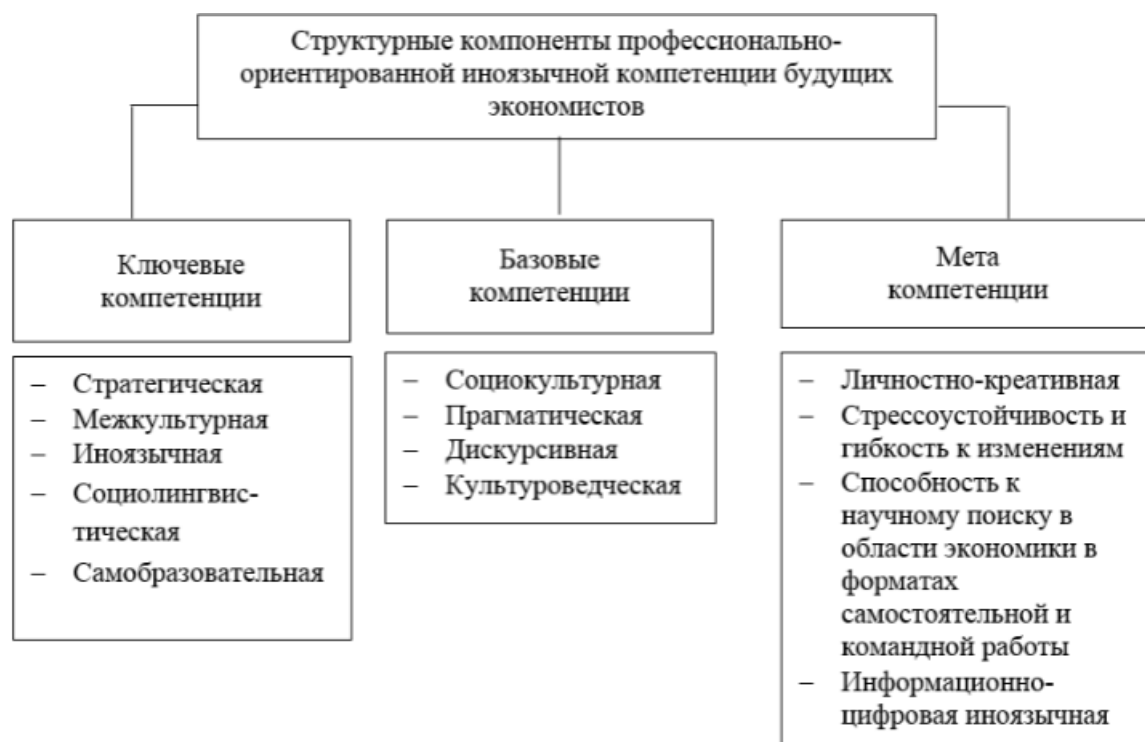 Структурные компоненты профессионально-
ориентированной иноязычной компетенции будущих
экономистов
Ключевые
компетенции
Базовые
компетенции
Мета
компетенции
– Стратегическая
– Межкультурная
– Иноязычная
– Социолингвис-
тическая
– Самобразовательная
– Социокультурная
– Прагматическая
– Дискурсивная
– Культуроведческая
– Личностно-креативная
– Стрессоустойчивость и
гибкость к изменениям
– Способность к
научному поиску в
области экономики в
форматах
самостоятельной и
командной работы
– Информационно-
цифровая иноязычная